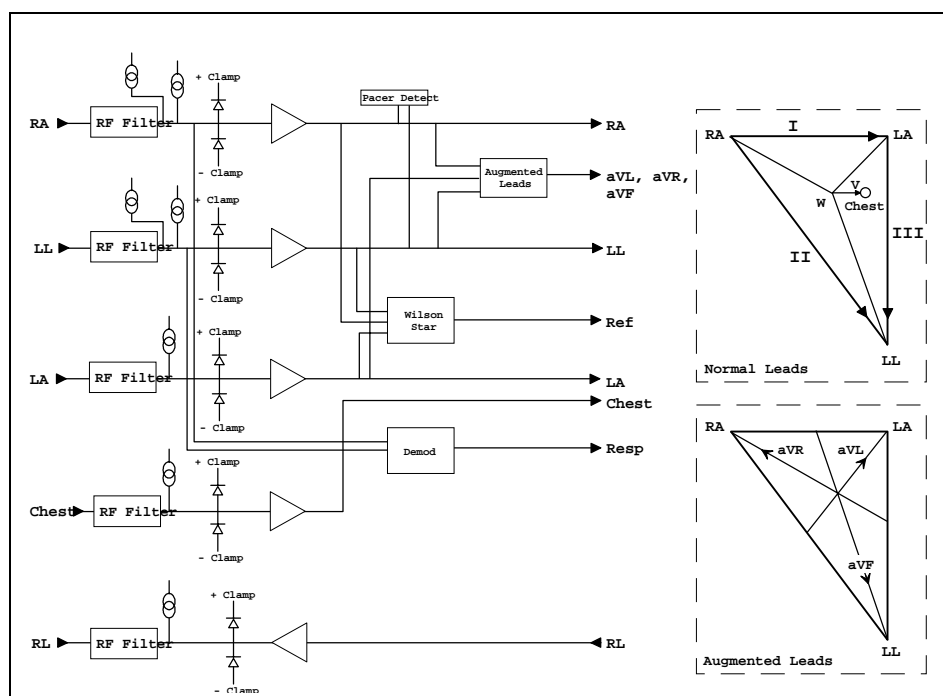 + Clamp
RA
RF Filter
- Clamp
Pacer Detect
RA
Augmented
Leads
aVL, aVR,
aVF
+ Clamp
LL
RF Filter
- Clamp
LL
Wilson
Star
Ref
+ Clamp
LA
RF Filter
- Clamp
LA
Chest
Demod
Resp
+ Clamp
Chest
RF Filter
- Clamp
+ Clamp
RL
RF Filter
- Clamp
RL
RA
I
LA
V
W
Chest
II
III
LL
Normal Leads
RA
LA
aVR
aVL
aVF
LL
Augmented Leads